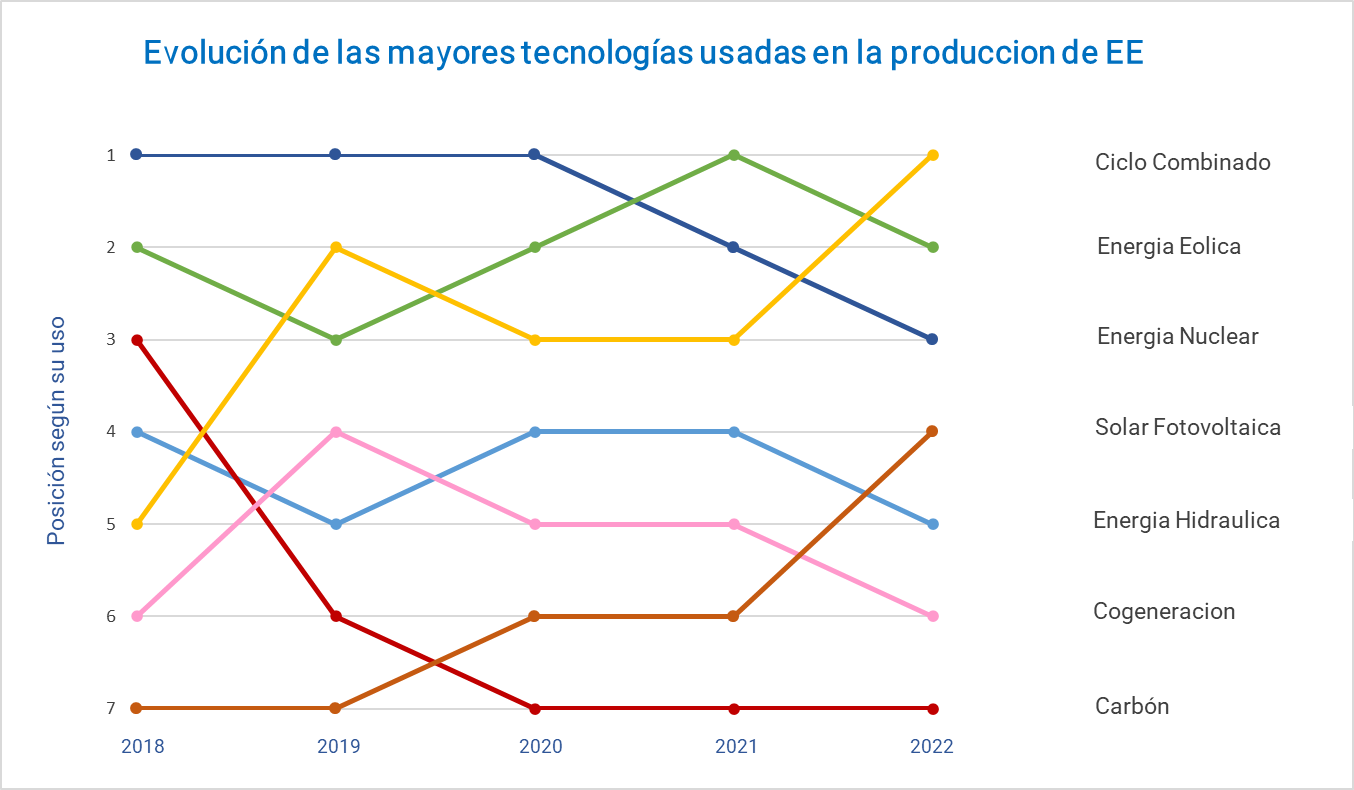 Evolución de las mayores tecnologías usadas en la produccion de EE
1
Ciclo Combinado
2
Energia Eolica
3
Energia Nuclear
Posición según su uso
4
Solar Fotovoltaica
5
Energia Hidraulica
6
Cogeneracion
7
Carbón
2018 2019 2020 2021 2022